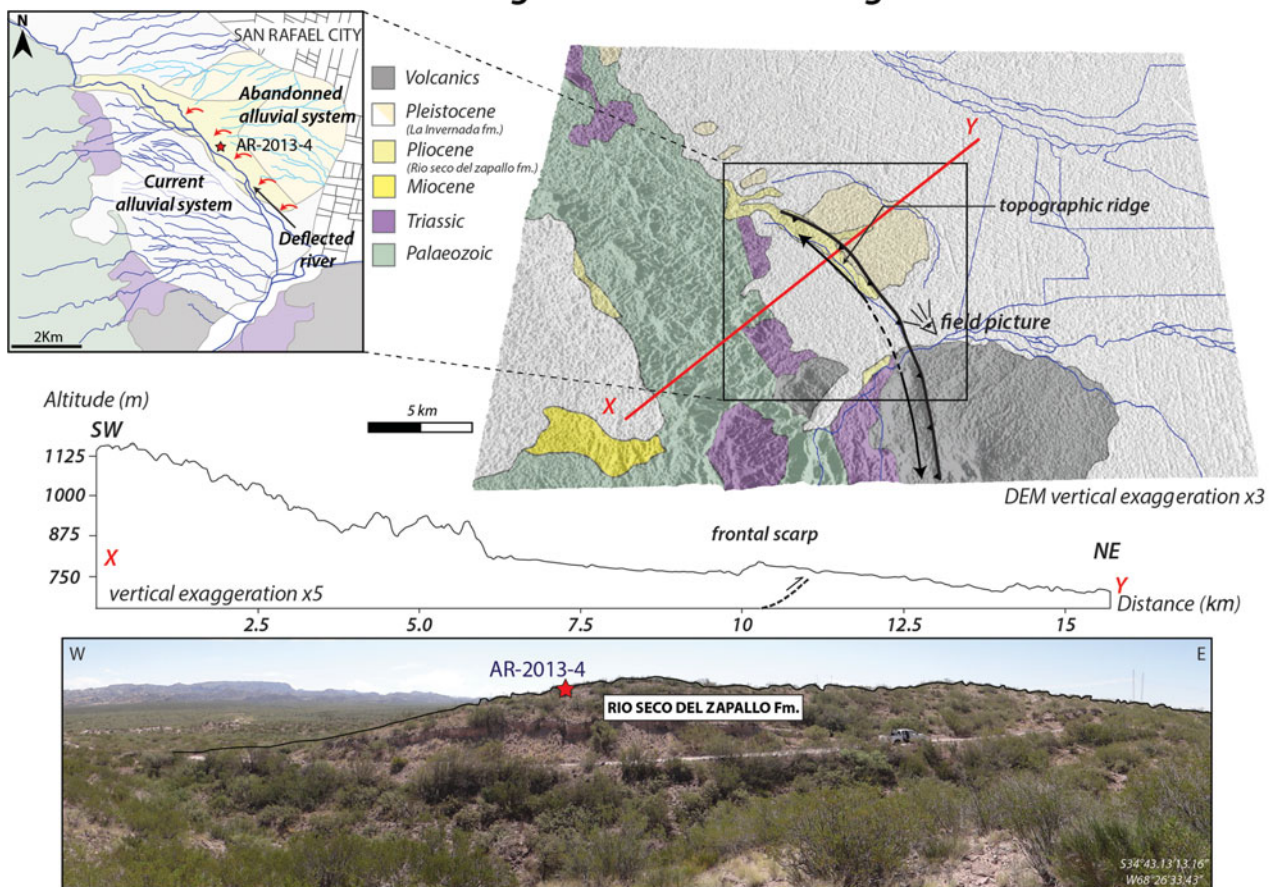 N
SAN RAFAEL CITY
Abandonned
alluvial system
AR-2013-4
Current
alluvial system
Deflected
river
2Km
Volcanics
Pleistocene
(La Invernada fm.)
Pliocene
(Rio seco del zapallo fm.)
Miocene
Triassic
Palaeozoic
Y
topographic ridge
field picture
X
5 km
DEM vertical exaggeration x3
Altitude (m)
SW
1125
1000
875
750
X
vertical exaggeration x5
frontal scarp
NE
Y
Distance (km)
2.5
5.0
7.5
10
12.5
15
W
E
AR-2013-4
RIO SECO DEL ZAPALLO Fm.
S34°43.13'13.16"
W68°26'33.43"